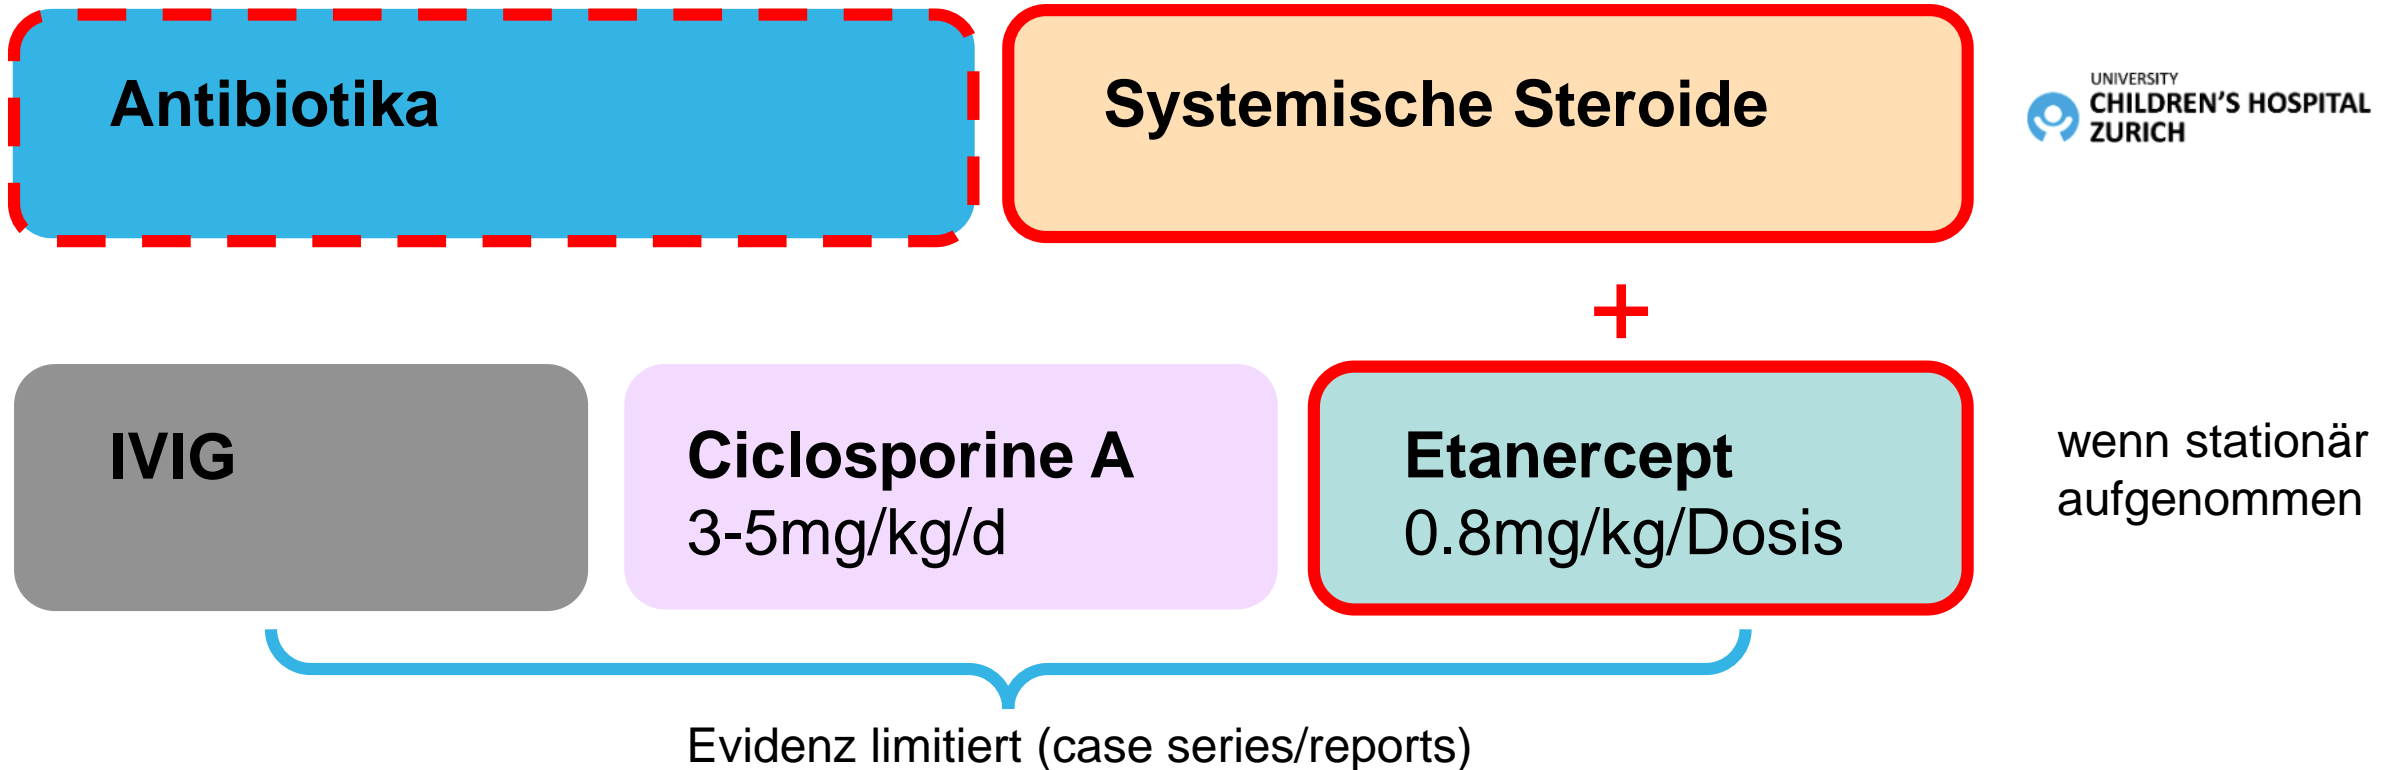 Antibiotika
Systemische Steroide
UNIVERSITY
CHILDREN'S HOSPITAL
ZURICH
+
IVIG
Ciclosporine A
3-5mg/kg/d
Etanercept
0.8mg/kg/Dosis
wenn stationär
aufgenommen
Evidenz limitiert (case series/reports)